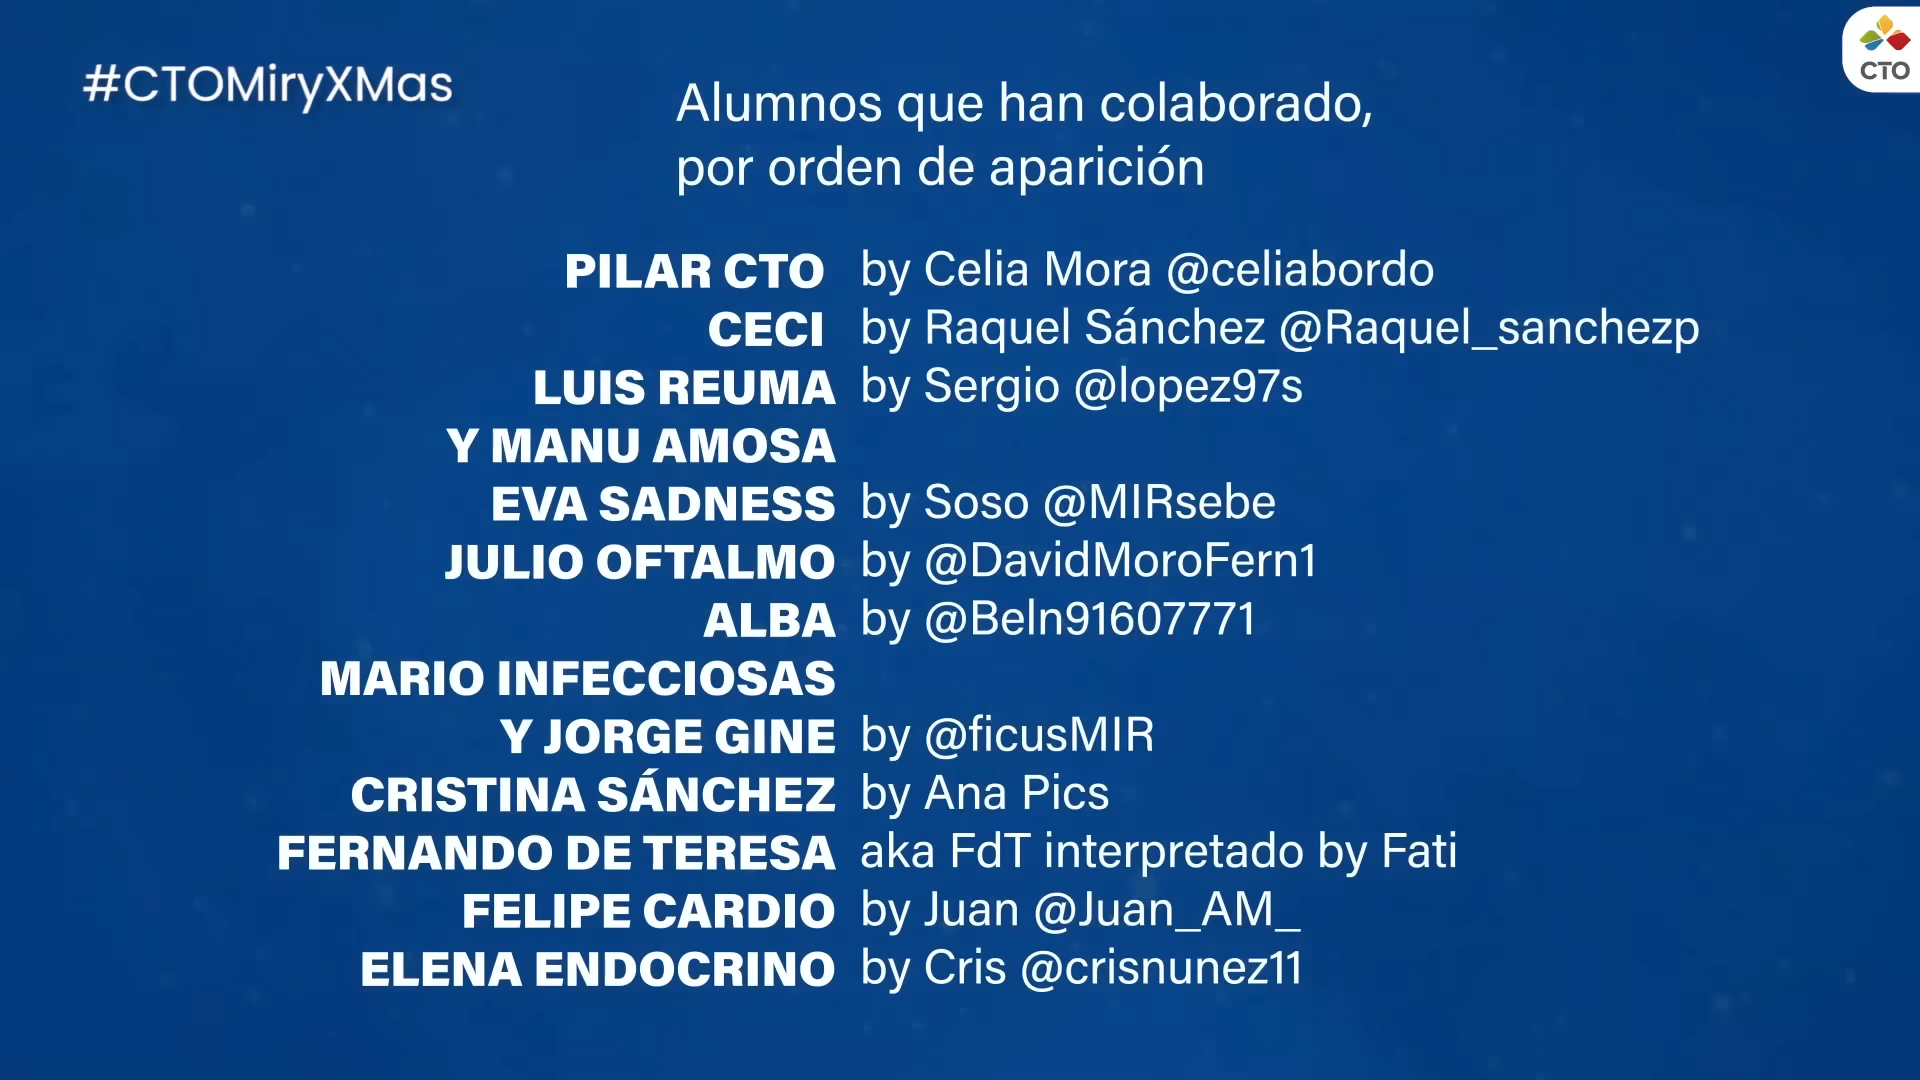 #CTOMiryXMas
CTO
Alumnos que han colaborado,
por orden de aparición
PILAR CTO by Celia Mora @celiabordo
CECI by Raquel Sánchez @Raquel_sanchezp
LUIS REUMA by Sergio @lopez97s
Y MANU AMOSA
EVA SADNESS by Soso @MIRsebe
JULIO OFTALMO by @DavidMoroFern1
ALBA by @Beln91607771
MARIO INFECCIOSAS
Y JORGE GINE by @ficusMIR
CRISTINA SÁNCHEZ by Ana Pics
FERNANDO DE TERESA aka FdT interpretado by Fati
FELIPE CARDIO by Juan @Juan_AM_
ELENA ENDOCRINO by Cris @crisnunez11